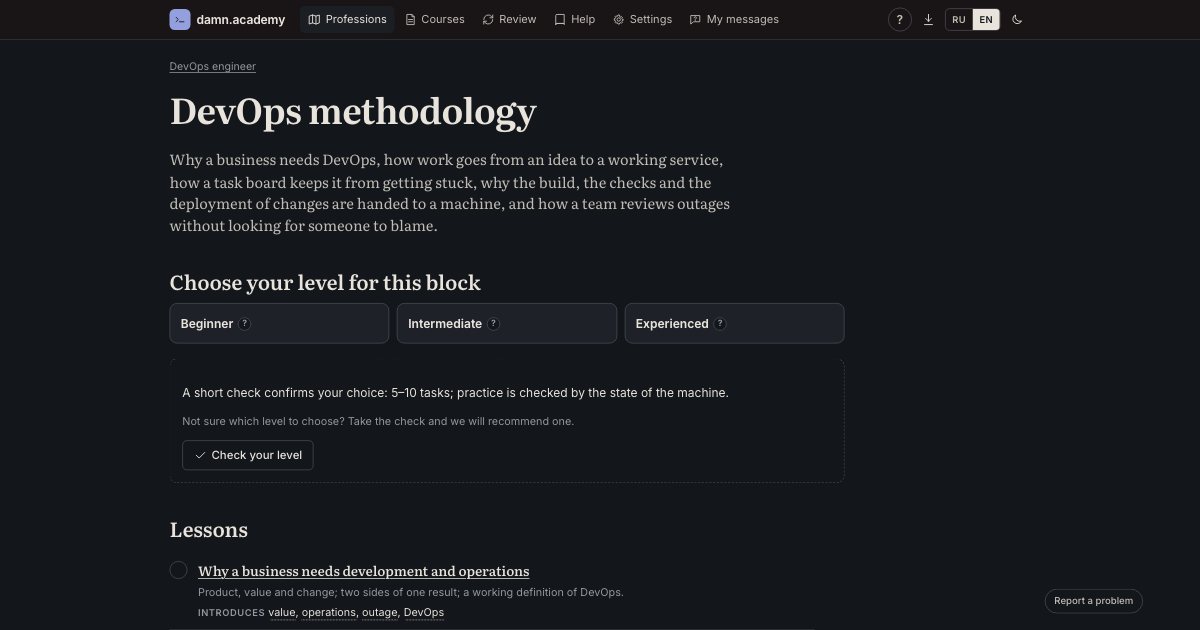 damn.academy
Professions
Courses
Review
Help
Settings
My messages
?
RU
EN
DevOps engineer
DevOps methodology
Why a business needs DevOps, how work goes from an idea to a working service,
how a task board keeps it from getting stuck, why the build, the checks and the
deployment of changes are handed to a machine, and how a team reviews outages
without looking for someone to blame.
Choose your level for this block
Beginner ?
Intermediate ?
Experienced ?
A short check confirms your choice: 5–10 tasks; practice is checked by the state of the machine.
Not sure which level to choose? Take the check and we will recommend one.
Check your level
Lessons
Why a business needs development and operations
Product, value and change; two sides of one result; a working definition of DevOps.
INTRODUCES value, operations, outage, DevOps
Report a problem